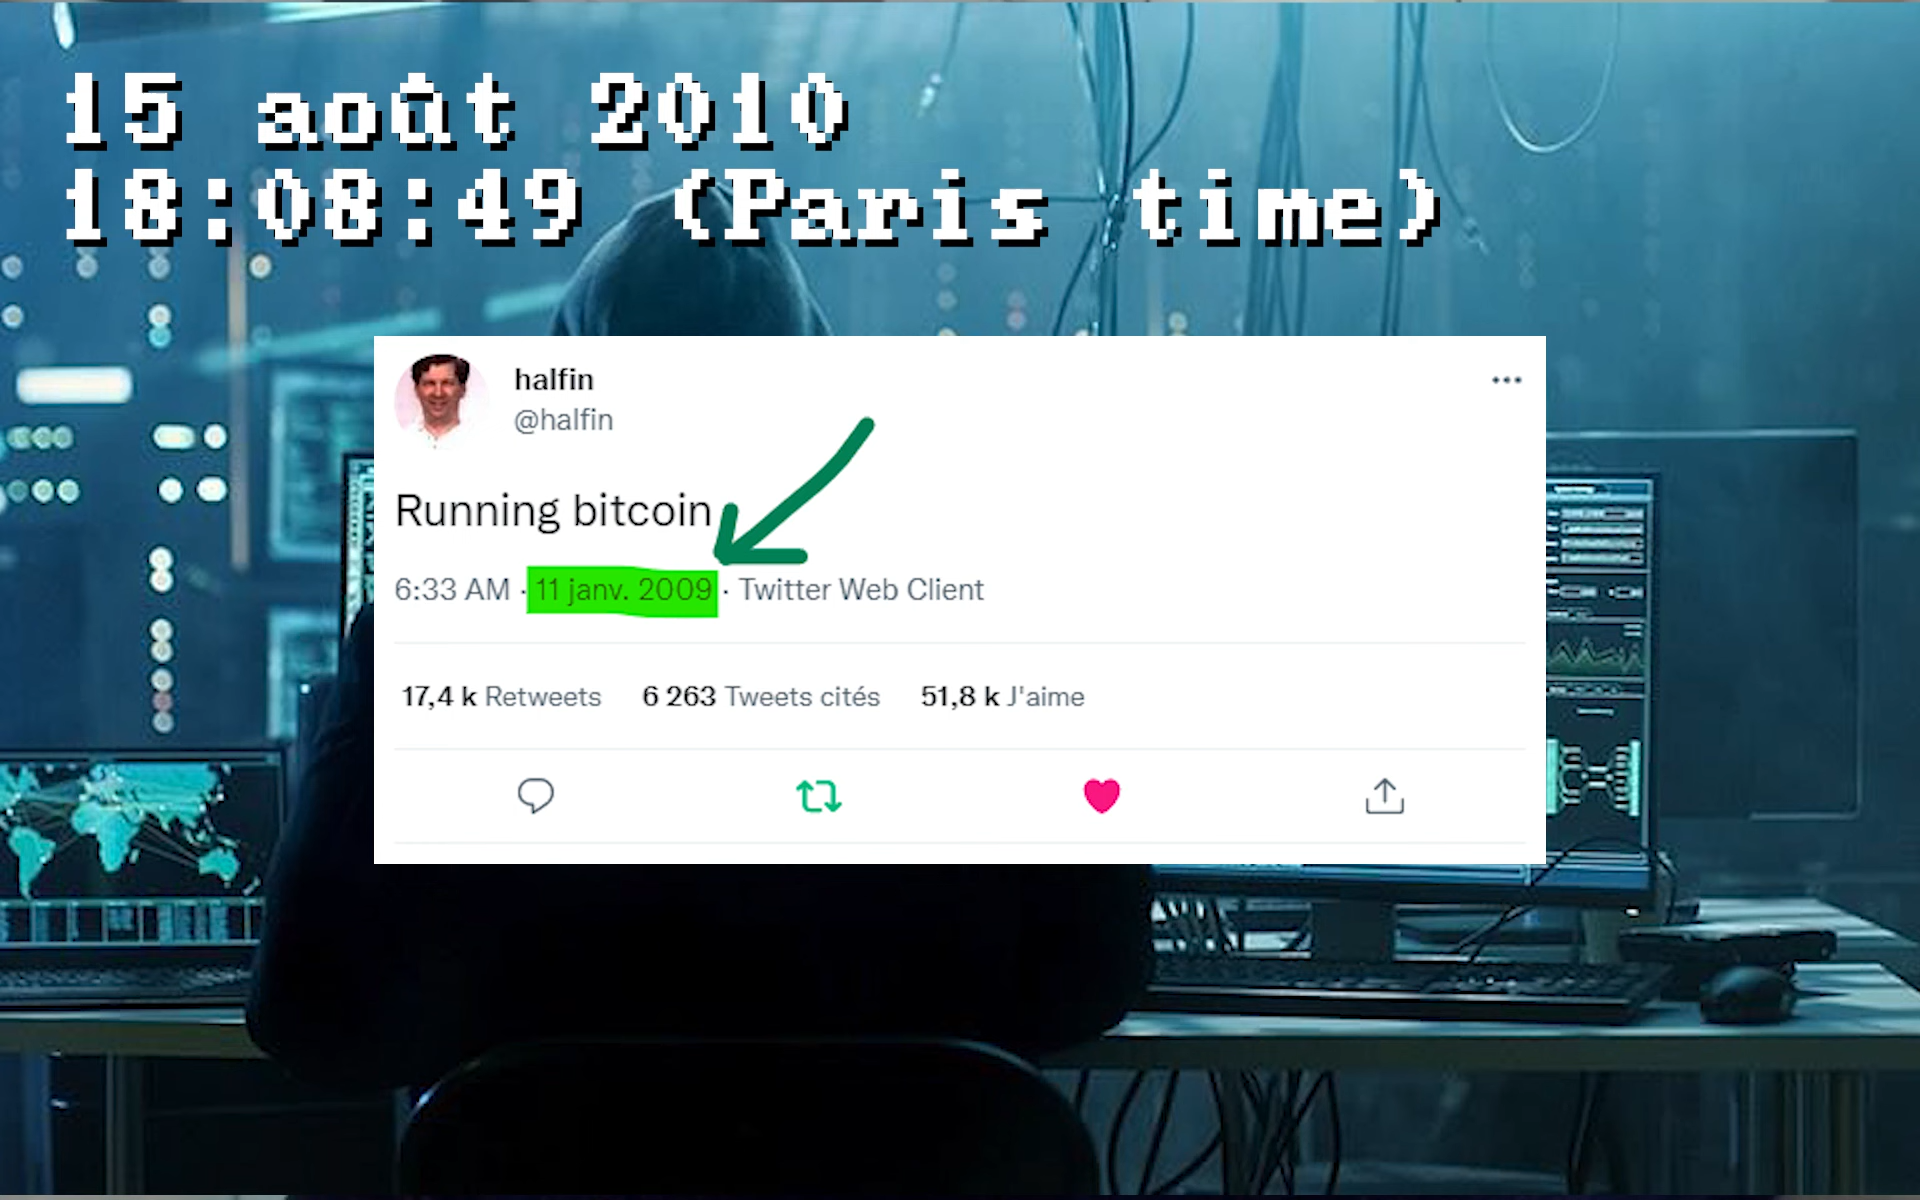 15 août 2010
18:08:49 (Paris time)
halfin
@halfin
Running bitcoin
6:33 AM · 11 janv. 2009 · Twitter Web Client
17,4 k Retweets 6 263 Tweets cités 51,8 k J'aime